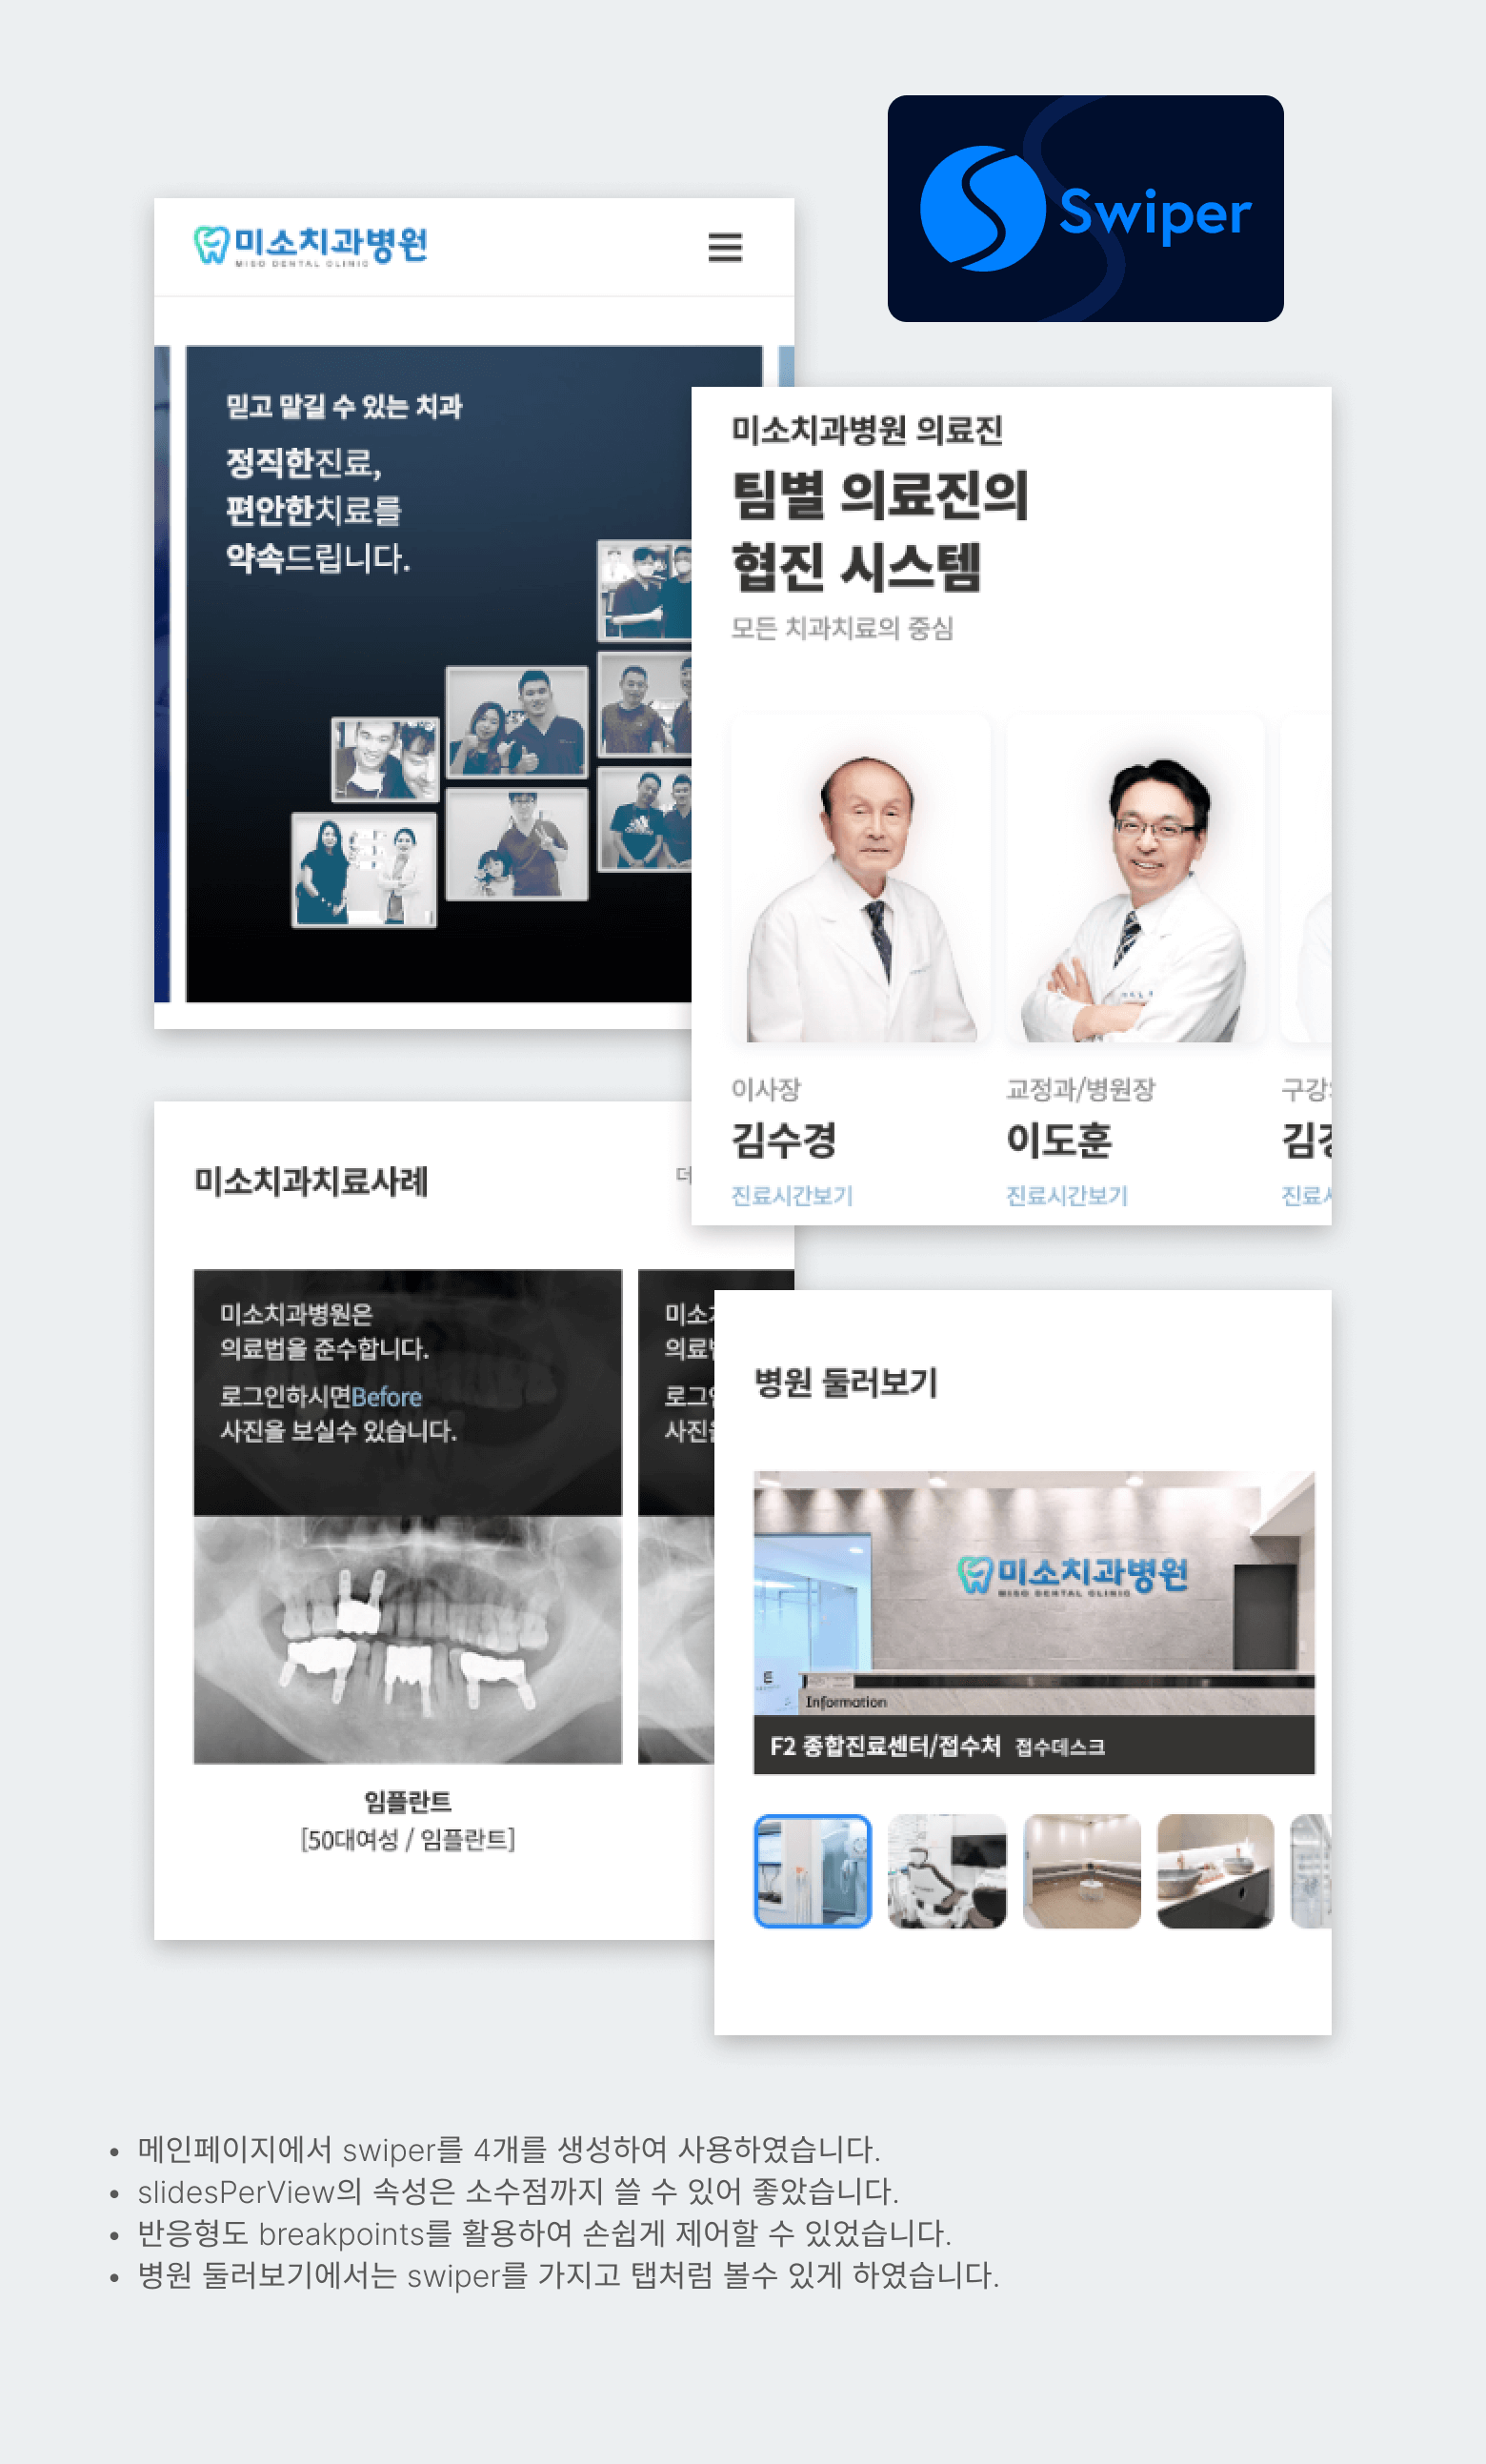 Swiper
미소치과병원
MISO DENTAL CLINIC
믿고 맡길 수 있는 치과
정직한진료,
편안한치료를
약속드립니다.
미소치과병원 의료진
팀별 의료진의
협진 시스템
모든 치과치료의 중심
이사장
김수경
진료시간보기
교정과/병원장
이도훈
진료시간보기
구강
진료
미소치과치료사례
더
미소치과병원은
의료법을 준수합니다.
로그인하시면Before
사진을 보실수 있습니다.
미소
의료
로그
사진
임플란트
[50대여성 / 임플란트]
병원 둘러보기
미소치과병원
MISO DENTAL CLINIC
Information
F2 종합진료센터/접수처 접수데스크
• 메인페이지에서 swiper를 4개를 생성하여 사용하였습니다.
• slidesPerView의 속성은 소수점까지 쓸 수 있어 좋았습니다.
• 반응형도 breakpoints를 활용하여 손쉽게 제어할 수 있었습니다.
• 병원 둘러보기에서는 swiper를 가지고 탭처럼 볼수 있게 하였습니다.